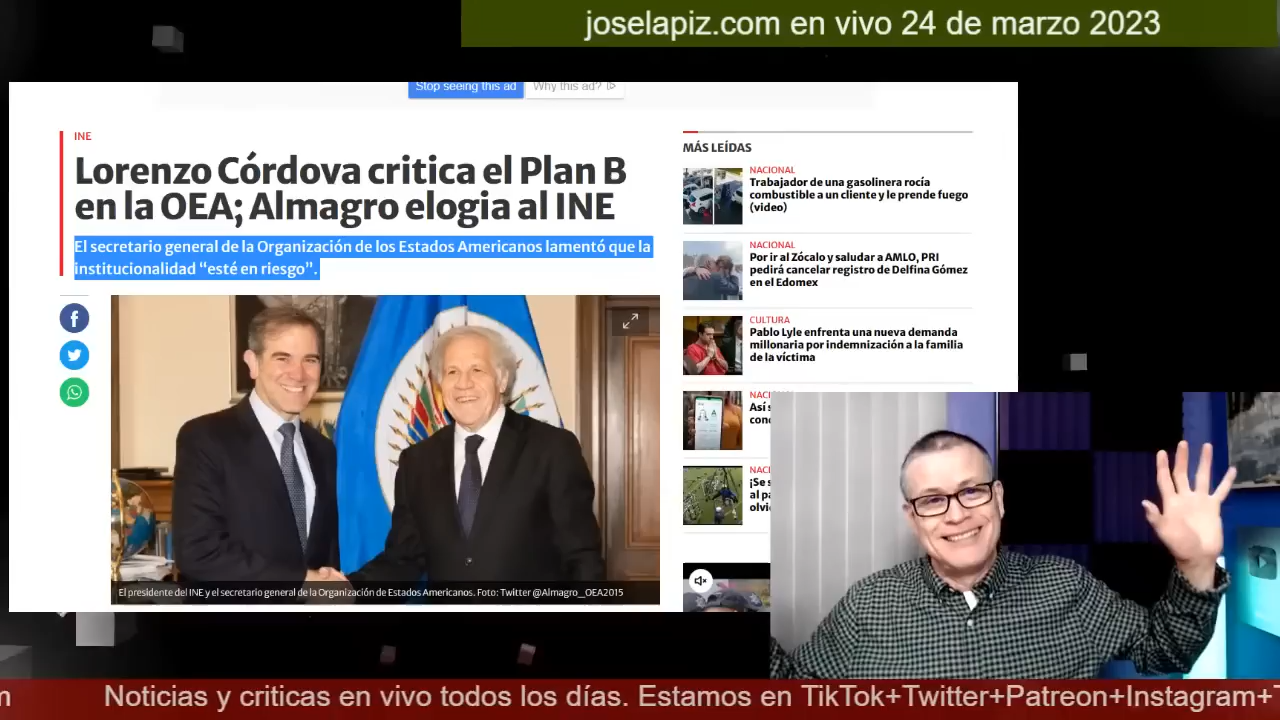 joselapiz.com en vivo 24 de marzo 2023
Stop seeing this ad
Why this ad?
INE
Lorenzo Córdova critica el Plan B
en la OEA; Almagro elogia al INE
El secretario general de la Organización de los Estados Americanos lamentó que la
institucionalidad “esté en riesgo”.
El presidente del INE y el secretario general de la Organización de Estados Americanos. Foto: Twitter @Almagro_OEA2015
MÁS LEÍDAS
NACIONAL
Trabajador de una gasolinera rocía
combustible a un cliente y le prende fuego
(video)
NACIONAL
Por ir al Zócalo y saludar a AMLO, PRI
pedirá cancelar registro de Delfina Gómez
en el Edomex
CULTURA
Pablo Lyle enfrenta una nueva demanda
millonaria por indemnización a la familia
de la víctima
Así
¡Se
al
Noticias y criticas en vivo todos los días. Estamos en TikTok+Twitter+Patreon+Instagram+